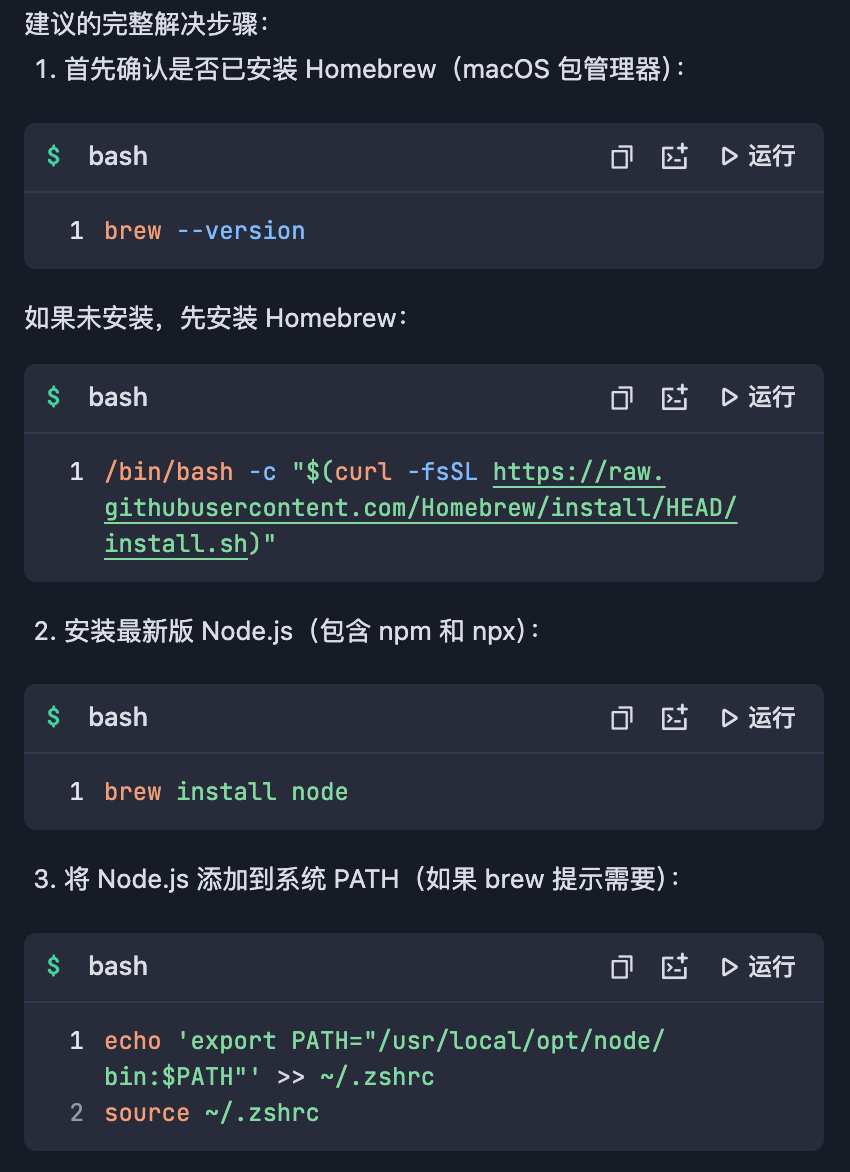 建议的完整解决步骤：
1. 首先确认是否已安装 Homebrew（macOS 包管理器）：
$ bash 运行
1 brew --version
如果未安装，先安装 Homebrew：
$ bash 运行
1 /bin/bash -c "$(curl -fsSL https://raw.
githubusercontent.com/Homebrew/install/HEAD/
install.sh)"
2. 安装最新版 Node.js（包含 npm 和 npx）：
$ bash 运行
1 brew install node
3. 将 Node.js 添加到系统 PATH（如果 brew 提示需要）：
$ bash 运行
1 echo 'export PATH="/usr/local/opt/node/
bin:$PATH"' >> ~/.zshrc
2 source ~/.zshrc